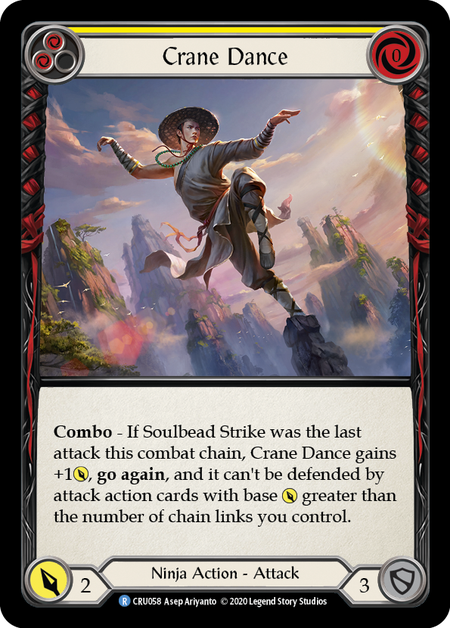 Crane Dance
0
Combo - If Soulbead Strike was the last
attack this combat chain, Crane Dance gains
+1, go again, and it can't be defended by
attack action cards with base greater than
the number of chain links you control.
2
Ninja Action - Attack
3
R CRU058 Asep Ariyanto © 2020 Legend Story Studios